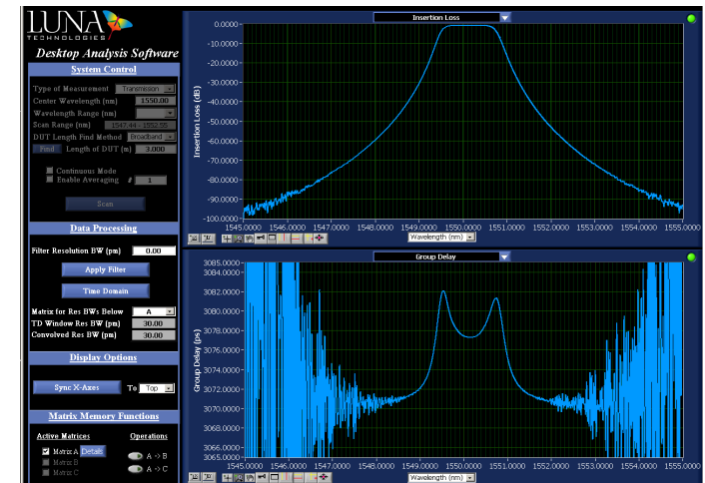 LUNA
TECHNOLOGIES
Desktop Analysis Software
System Control
Type of Measurement Transmission
Center Wavelength (nm) 1550.00
Wavelength Range (nm)
Scan Range (nm) 1547.44 - 1552.55
DUT Length Find Method Broadband
Find Length of DUT (m) 3.000
Continuous Mode
Enable Averaging # 1
Scan
Data Processing
Filter Resolution BW (pm) 0.00
Apply Filter
Time Domain
Matrix for Res BWs Below A
TD Window Res BW (pm) 30.00
Convolved Res BW (pm) 30.00
Display Options
Sync X-Axes To Top
Matrix Memory Functions
Active Matrices Operations
Matrix A Details
Matrix B A -> B
Matrix C A -> C
Insertion Loss
Insertion Loss (dB)
0.0000
-10.0000
-20.0000
-30.0000
-40.0000
-50.0000
-60.0000
-70.0000
-80.0000
-90.0000
-100.0000
1545.0000 1546.0000 1547.0000 1548.0000 1549.0000 1550.0000 1551.0000 1552.0000 1553.0000 1554.0000 1555.0000
Wavelength (nm)
Group Delay
Group Delay (ps)
3085.0000
3084.0000
3082.0000
3080.0000
3078.0000
3076.0000
3074.0000
3072.0000
3070.0000
3068.0000
3066.0000
3065.0000
1545.0000 1546.0000 1547.0000 1548.0000 1549.0000 1550.0000 1551.0000 1552.0000 1553.0000 1554.0000 1555.0000
Wavelength (nm)